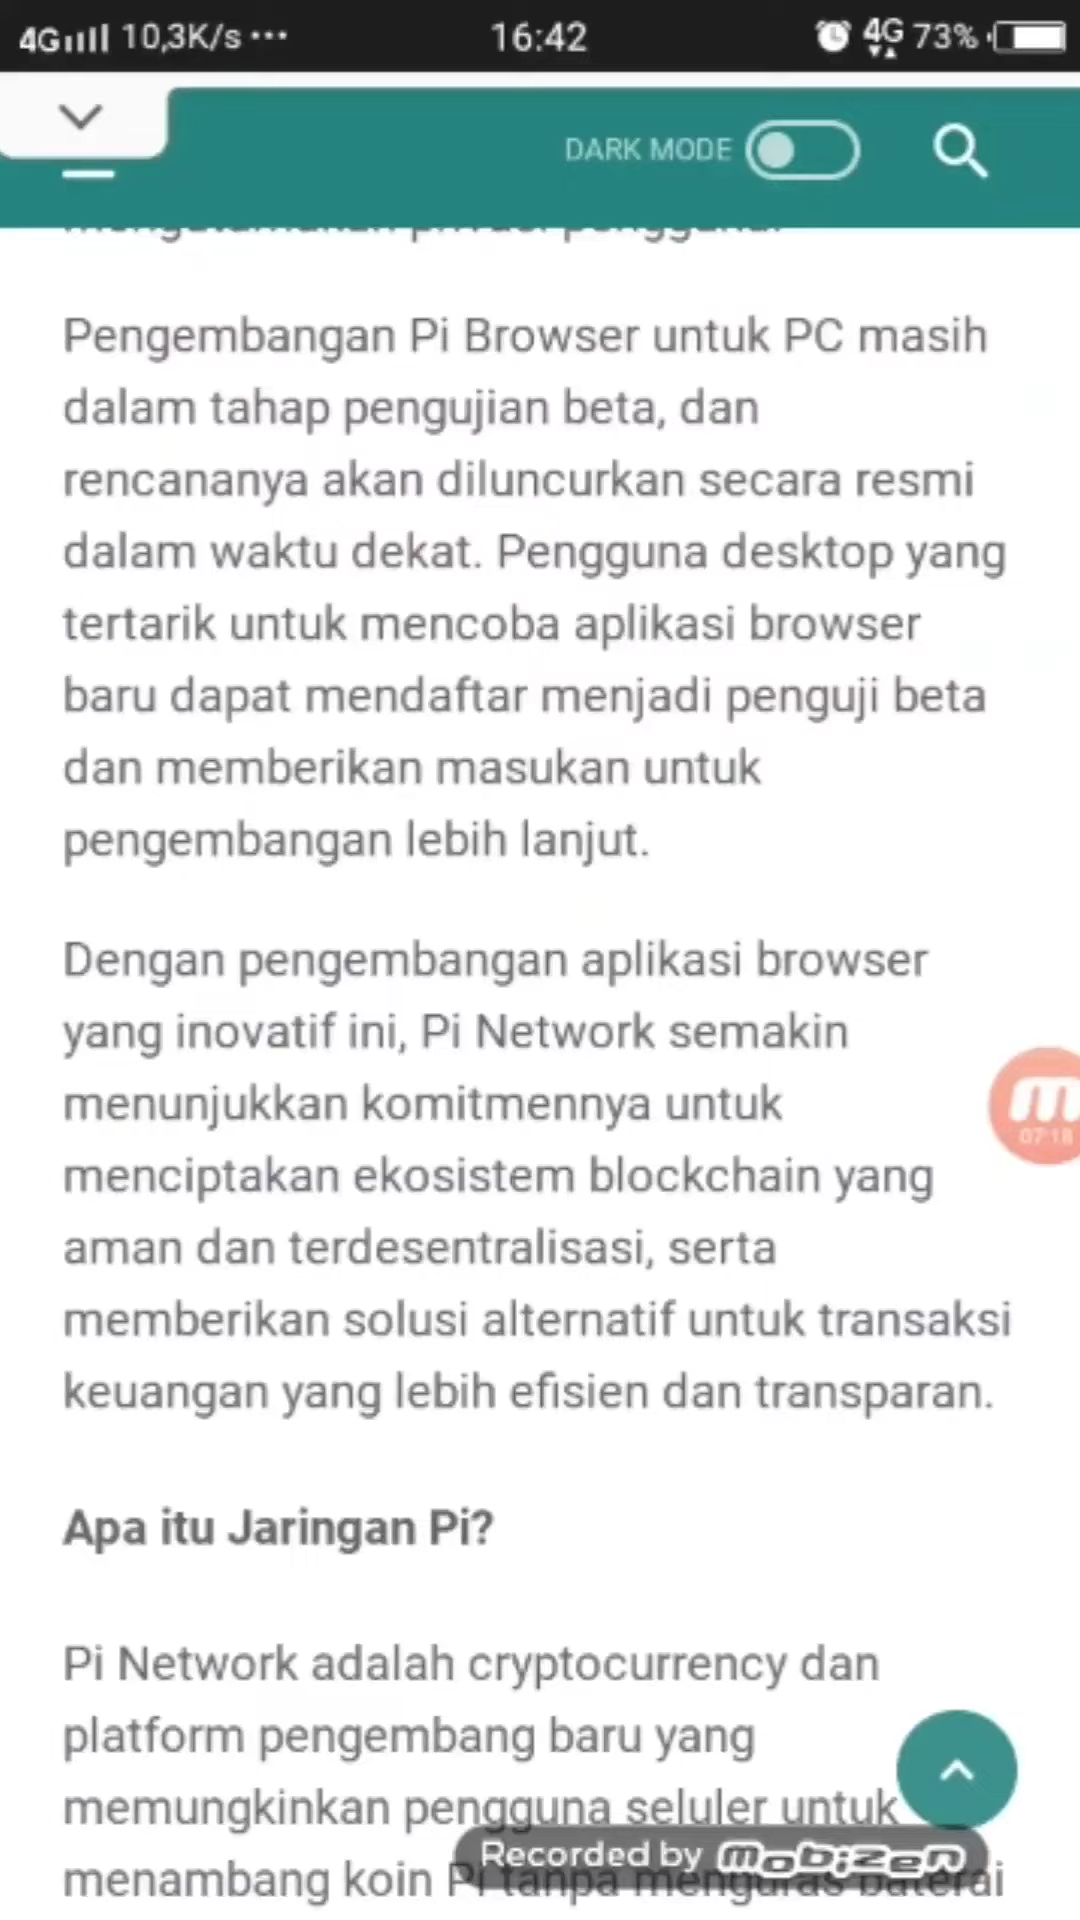 4G 10,3K/s ... 16:42 4G 73%
DARK MODE
mengutamakan privasi pengguna.
Pengembangan Pi Browser untuk PC masih
dalam tahap pengujian beta, dan
rencananya akan diluncurkan secara resmi
dalam waktu dekat. Pengguna desktop yang
tertarik untuk mencoba aplikasi browser
baru dapat mendaftar menjadi penguji beta
dan memberikan masukan untuk
pengembangan lebih lanjut.
Dengan pengembangan aplikasi browser
yang inovatif ini, Pi Network semakin
menunjukkan komitmennya untuk
menciptakan ekosistem blockchain yang
aman dan terdesentralisasi, serta
memberikan solusi alternatif untuk transaksi
keuangan yang lebih efisien dan transparan.
m
07:18
Apa itu Jaringan Pi?
Pi Network adalah cryptocurrency dan
platform pengembang baru yang
memungkinkan pengguna seluler untuk
Recorded by mobizen
menambang koin Pi tanpa menguras baterai